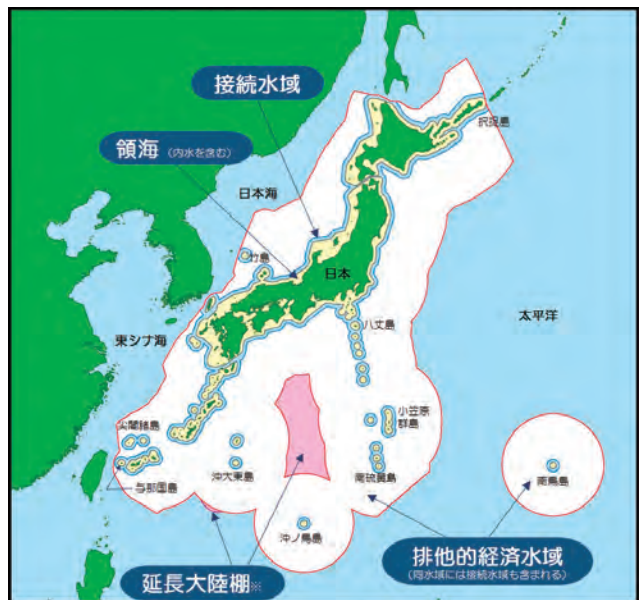 接続水域
領海 (内水を含む)
択捉島
日本海
竹島
日本
東シナ海
八丈島
太平洋
尖閣諸島
小笠原
群島
与那国島
沖大東島
南硫黄島
南鳥島
沖ノ鳥島
延長大陸棚※
排他的経済水域
(同水域には接続水域も含まれる)